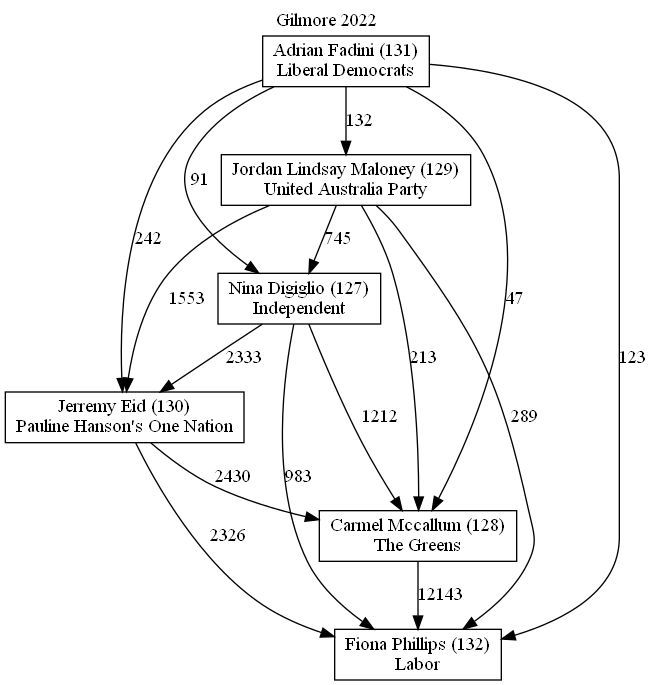 Gilmore 2022
Adrian Fadini (131)
Liberal Democrats
132
Jordan Lindsay Maloney (129)
United Australia Party
91
242
745
Nina Digiglio (127)
Independent
1553
47
2333
213
123
Jerremy Eid (130)
Pauline Hanson's One Nation
1212
289
2430
983
Carmel Mccallum (128)
The Greens
2326
12143
Fiona Phillips (132)
Labor